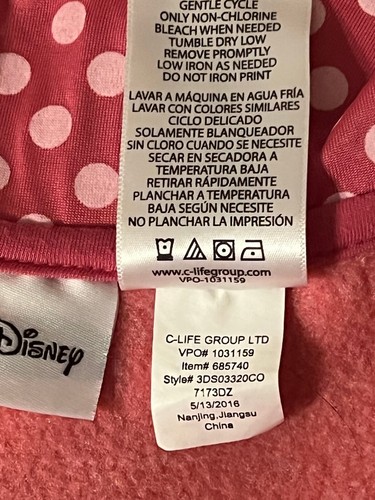 GENTLE CYCLE
ONLY NON-CHLORINE
BLEACH WHEN NEEDED
TUMBLE DRY LOW
REMOVE PROMPTLY
LOW IRON AS NEEDED
DO NOT IRON PRINT
LAVAR A MÁQUINA EN AGUA FRÍA
LAVAR CON COLORES SIMILARES
CICLO DELICADO
SOLAMENTE BLANQUEADOR
SIN CLORO CUANDO SE NECESITE
SECAR EN SECADORA A
TEMPERATURA BAJA
RETIRAR RÁPIDAMENTE
PLANCHAR A TEMPERATURA
BAJA SEGÚN NECESITE
NO PLANCHAR LA IMPRESIÓN
www.c-lifegroup.com
VPO-1031159
Disney
C-LIFE GROUP LTD
VPO# 1031159
Item# 685740
Style# 3DS03320CO
7173DZ
5/13/2016
Nanjing,Jiangsu
China